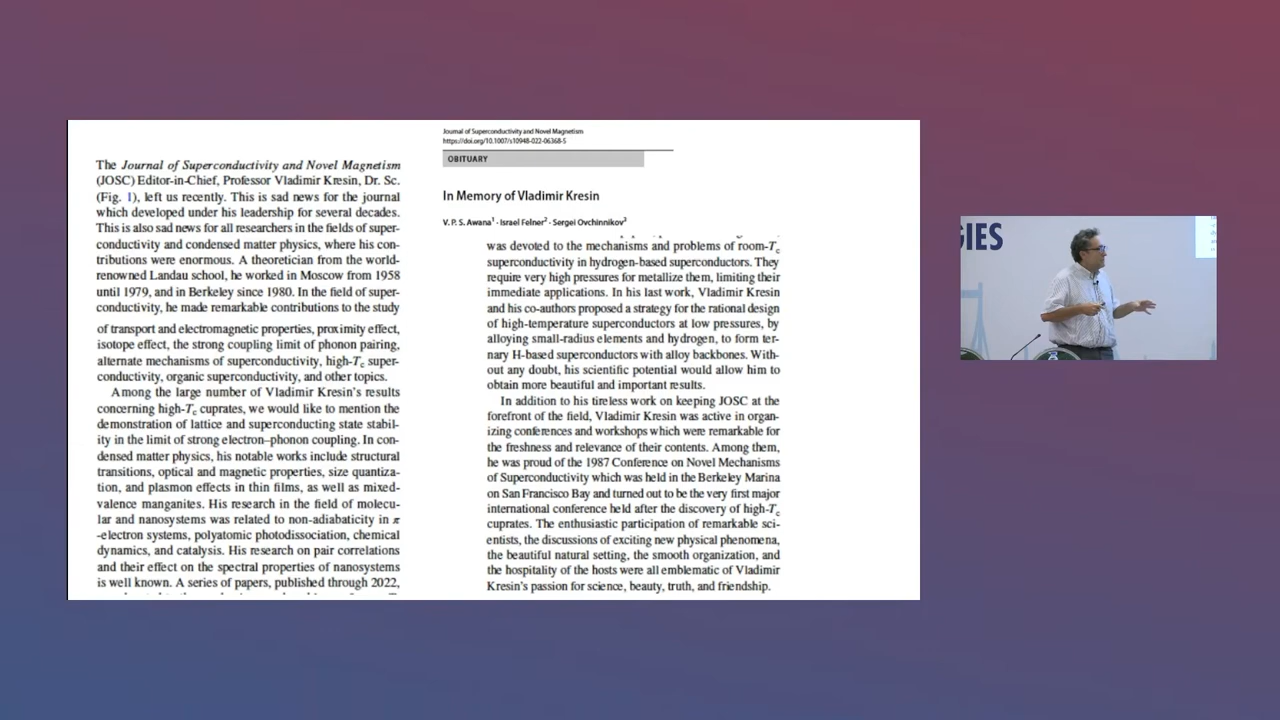 The Journal of Superconductivity and Novel Magnetism
(JOSC) Editor-in-Chief, Professor Vladimir Kresin, Dr. Sc.
(Fig. 1), left us recently. This is sad news for the journal
which developed under his leadership for several decades.
This is also sad news for all researchers in the fields of super-
conductivity and condensed matter physics, where his con-
tributions were enormous. A theoretician from the world-
renowned Landau school, he worked in Moscow from 1958
until 1979, and in Berkeley since 1980. In the field of super-
conductivity, he made remarkable contributions to the study
of transport and electromagnetic properties, proximity effect,
isotope effect, the strong coupling limit of phonon pairing,
alternate mechanisms of superconductivity, high-Tc super-
conductivity, organic superconductivity, and other topics.
Among the large number of Vladimir Kresin's results
concerning high-Tc cuprates, we would like to mention the
demonstration of lattice and superconducting state stabil-
ity in the limit of strong electron–phonon coupling. In con-
densed matter physics, his notable works include structural
transitions, optical and magnetic properties, size quantiza-
tion, and plasmon effects in thin films, as well as mixed-
valence manganites. His research in the field of molecu-
lar and nanosystems was related to non-adiabaticity in π
-electron systems, polyatomic photodissociation, chemical
dynamics, and catalysis. His research on pair correlations
and their effect on the spectral properties of nanosystems
is well known. A series of papers, published through 2022,
Journal of Superconductivity and Novel Magnetism
https://doi.org/10.1007/s10948-022-06368-5
OBITUARY
In Memory of Vladimir Kresin
V. P. S. Awana1 · Israel Felner2 · Sergei Ovchinnikov3
was devoted to the mechanisms and problems of room-Tc
superconductivity in hydrogen-based superconductors. They
require very high pressures for metallize them, limiting their
immediate applications. In his last work, Vladimir Kresin
and his co-authors proposed a strategy for the rational design
of high-temperature superconductors at low pressures, by
alloying small-radius elements and hydrogen, to form ter-
nary H-based superconductors with alloy backbones. With-
out any doubt, his scientific potential would allow him to
obtain more beautiful and important results.
In addition to his tireless work on keeping JOSC at the
forefront of the field, Vladimir Kresin was active in organ-
izing conferences and workshops which were remarkable for
the freshness and relevance of their contents. Among them,
he was proud of the 1987 Conference on Novel Mechanisms
of Superconductivity which was held in the Berkeley Marina
on San Francisco Bay and turned out to be the very first major
international conference held after the discovery of high-Tc
cuprates. The enthusiastic participation of remarkable sci-
entists, the discussions of exciting new physical phenomena,
the beautiful natural setting, the smooth organization, and
the hospitality of the hosts were all emblematic of Vladimir
Kresin's passion for science, beauty, truth, and friendship.
GIES